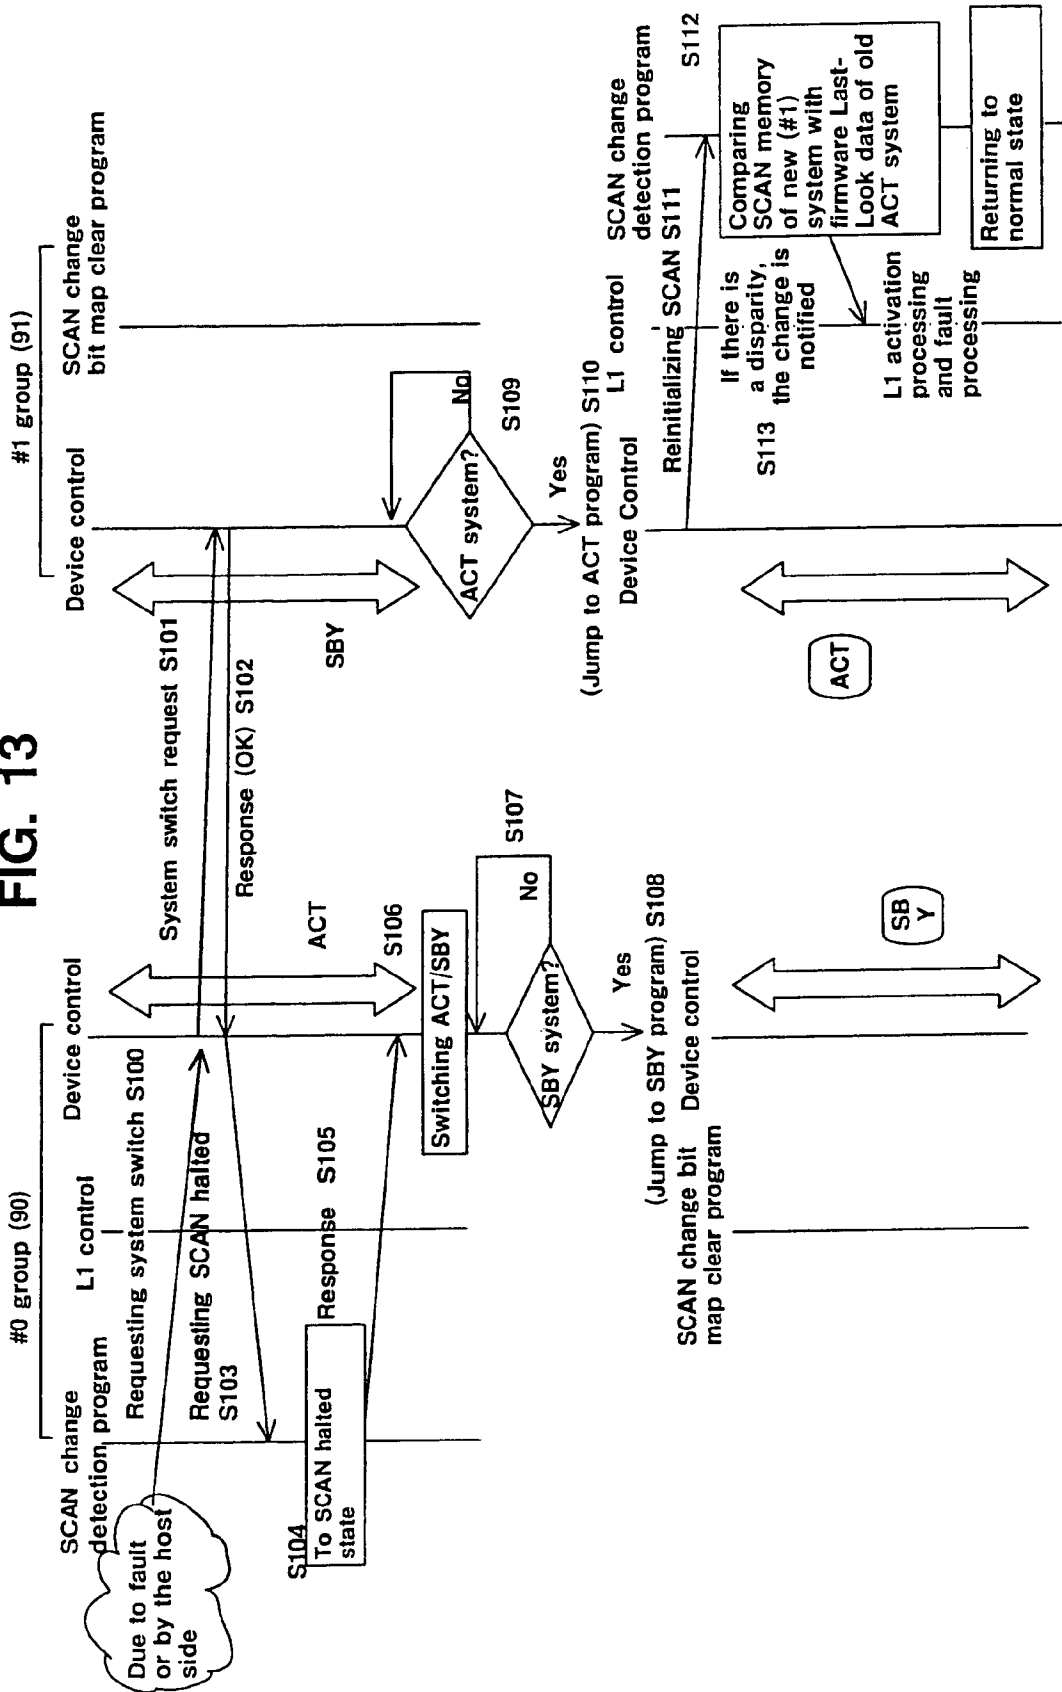 FIG. 13
#0 group (90)
#1 group (91)
SCAN change
detection program
L1 control
Device control
Device control
SCAN change
bit map clear program
Due to fault
or by the host
side
Requesting system switch S100
System switch request S101
Response (OK) S102
Requesting SCAN halted
S103
S104
To SCAN halted
state
Response S105
ACT
SBY
S106
Switching ACT/SBY
S107
SBY system?
No
Yes
(Jump to SBY program) S108
ACT system?
No
S109
Yes
(Jump to ACT program) S110
SCAN change bit
map clear program
Device control
Device Control
L1 control
SCAN change
detection program
Reinitializing SCAN S111
S112
Comparing
SCAN memory
of new (#1)
system with
firmware Last-
Look data of old
ACT system
S113
If there is
a disparity,
the change is
notified
L1 activation
processing
and fault
processing
Returning to
normal state
SB
Y
ACT